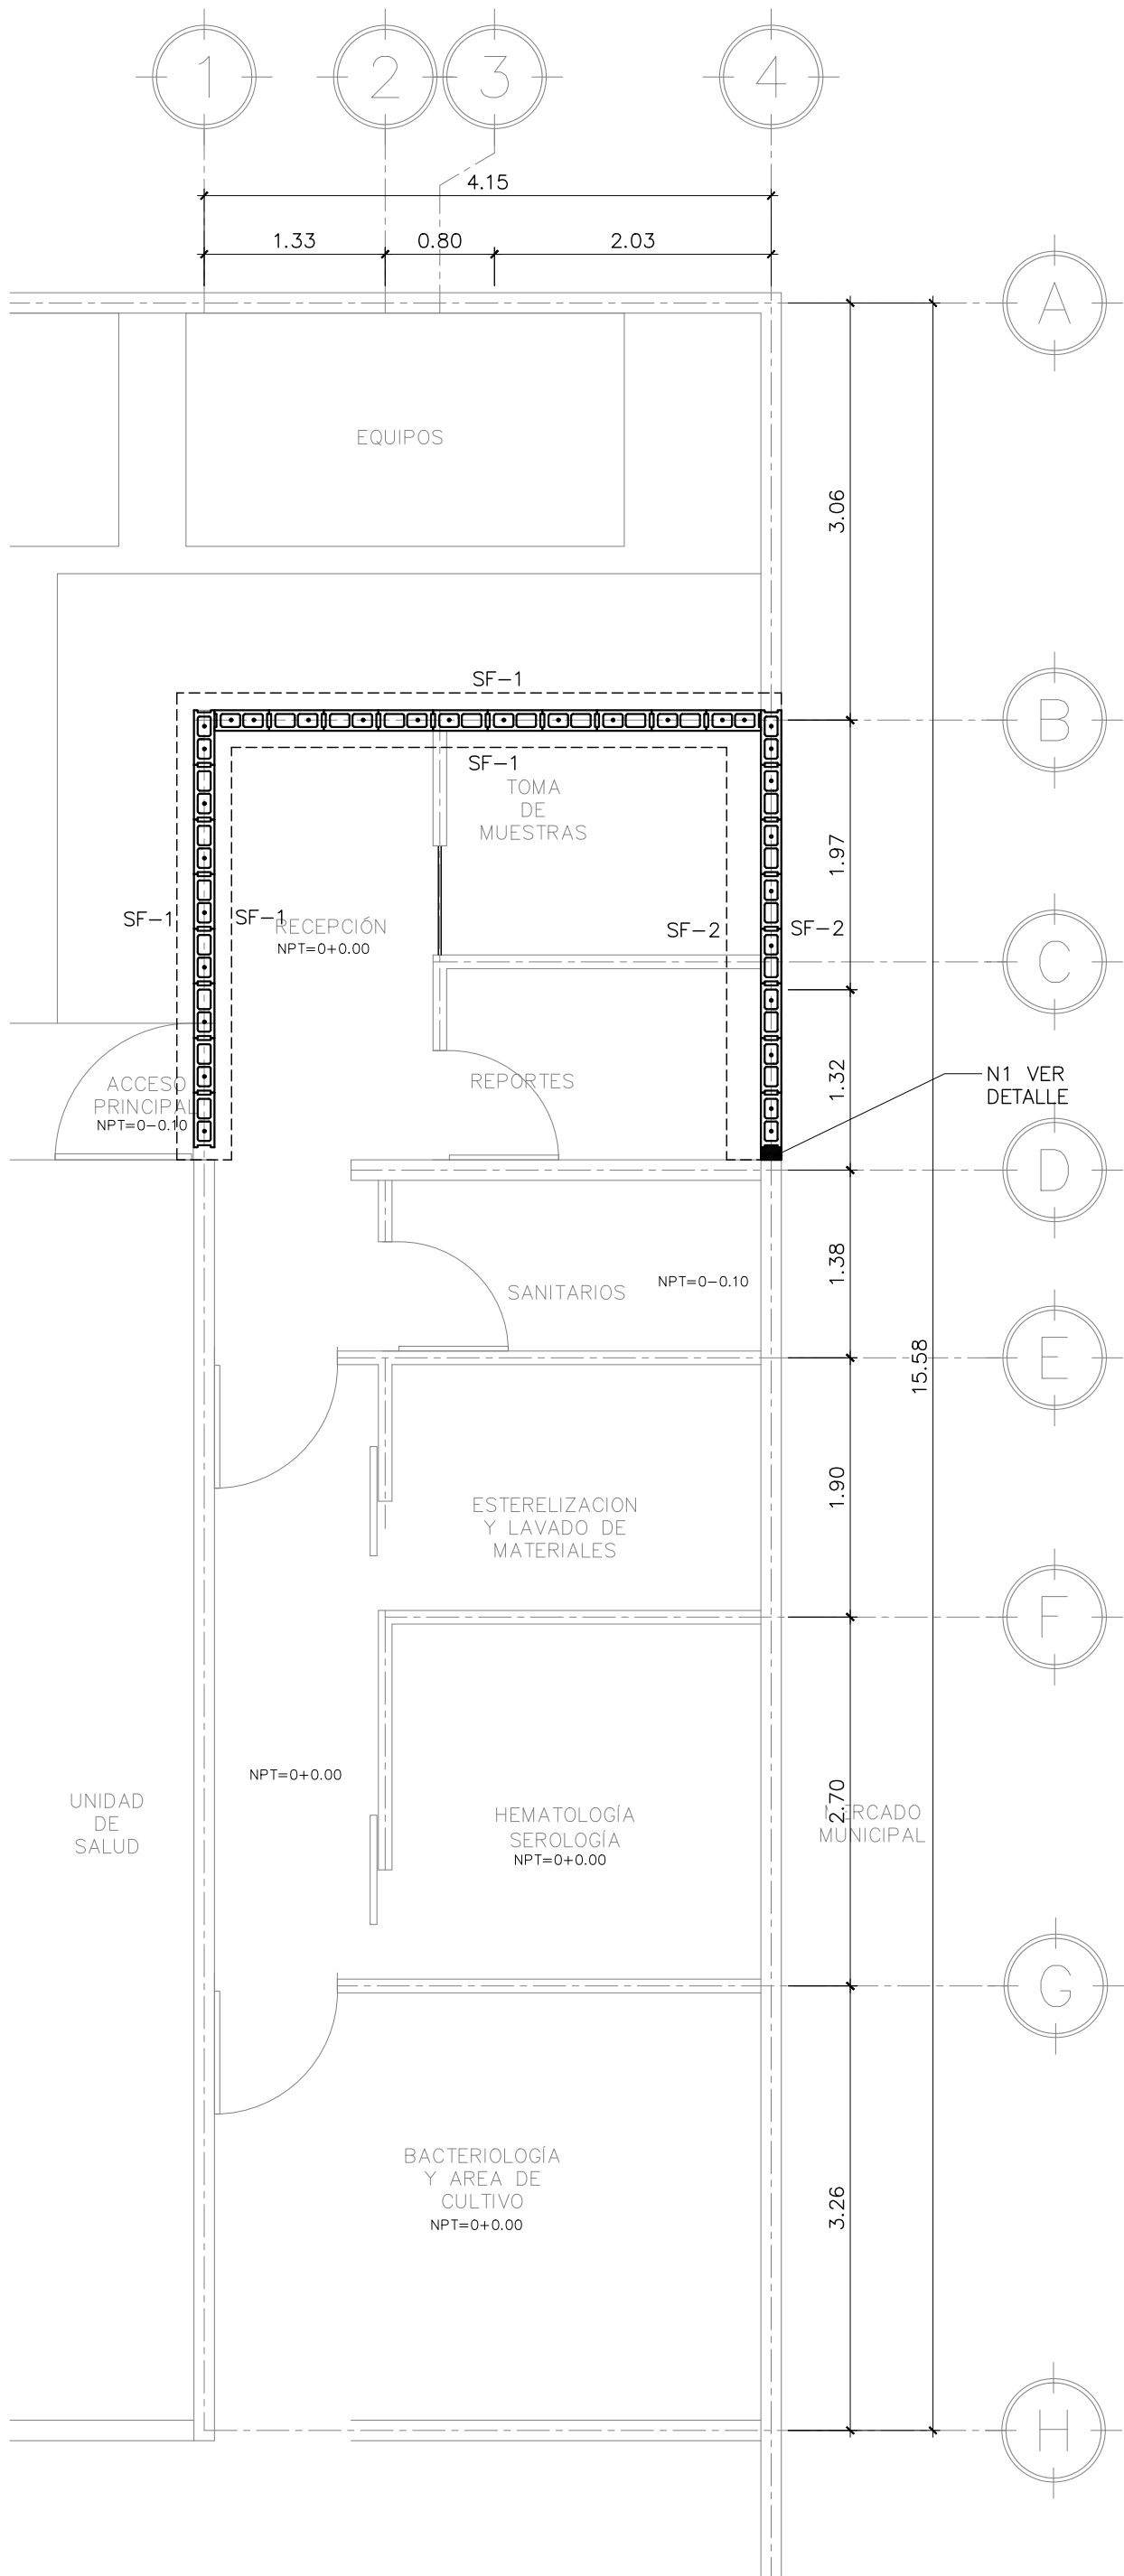 1
2
3
4
4.15
1.33
0.80
2.03
A
EQUIPOS
3.06
SF-1
B
SF-1
TOMA
DE
MUESTRAS
1.97
SF-1
SF-1
RECEPCIÓN
NPT=0+0.00
SF-2
SF-2
C
1.32
N1 VER
DETALLE
ACCESO
PRINCIPAL
NPT=0-0.10
REPORTES
D
1.38
SANITARIOS
NPT=0-0.10
E
15.58
1.90
ESTERELIZACION
Y LAVADO DE
MATERIALES
F
NPT=0+0.00
2.70
UNIDAD
DE
SALUD
HEMATOLOGÍA
SEROLOGÍA
NPT=0+0.00
MERCADO
MUNICIPAL
G
BACTERIOLOGÍA
Y AREA DE
CULTIVO
NPT=0+0.00
3.26
H